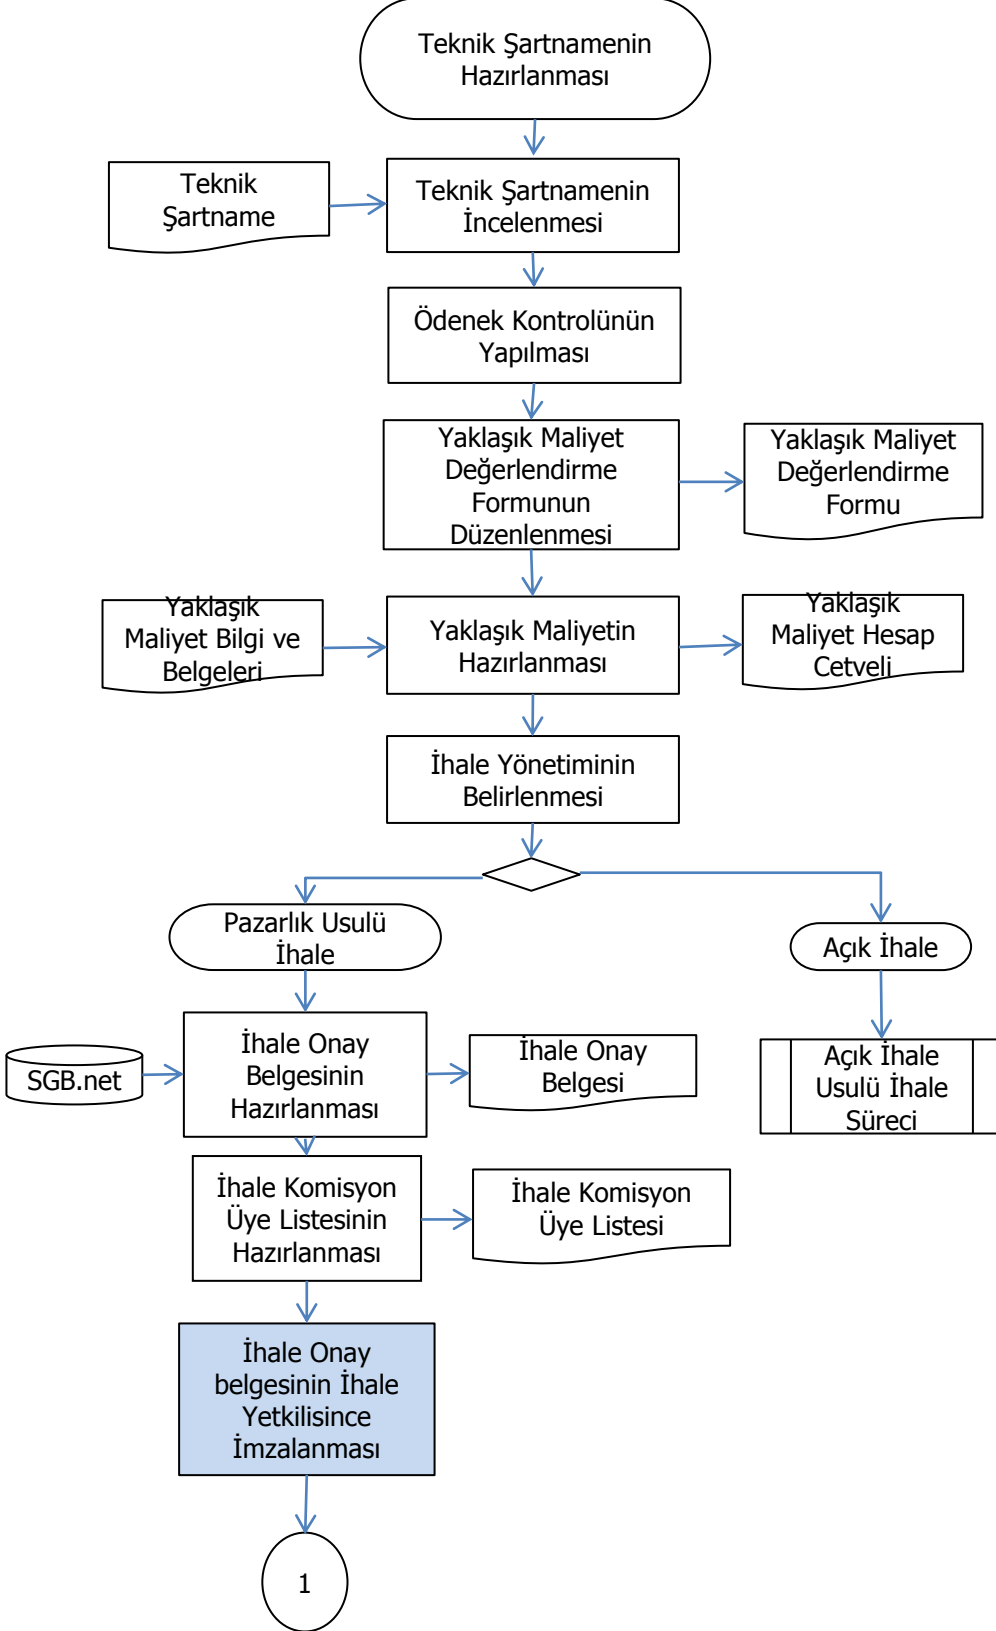 Teknik Şartnamenin
Hazırlanması
Teknik
Şartname
Teknik Şartnamenin
İncelenmesi
Ödenek Kontrolünün
Yapılması
Yaklaşık Maliyet
Değerlendirme
Formunun
Düzenlenmesi
Yaklaşık Maliyet
Değerlendirme
Formu
Yaklaşık
Maliyet Bilgi ve
Belgeleri
Yaklaşık Maliyetin
Hazırlanması
Yaklaşık
Maliyet Hesap
Cetveli
İhale Yönetiminin
Belirlenmesi
Pazarlık Usulü
İhale
Açık İhale
SGB.net
İhale Onay
Belgesinin
Hazırlanması
İhale Onay
Belgesi
Açık İhale
Usulü İhale
Süreci
İhale Komisyon
Üye Listesinin
Hazırlanması
İhale Komisyon
Üye Listesi
İhale Onay
belgesinin İhale
Yetkilisince
İmzalanması
1